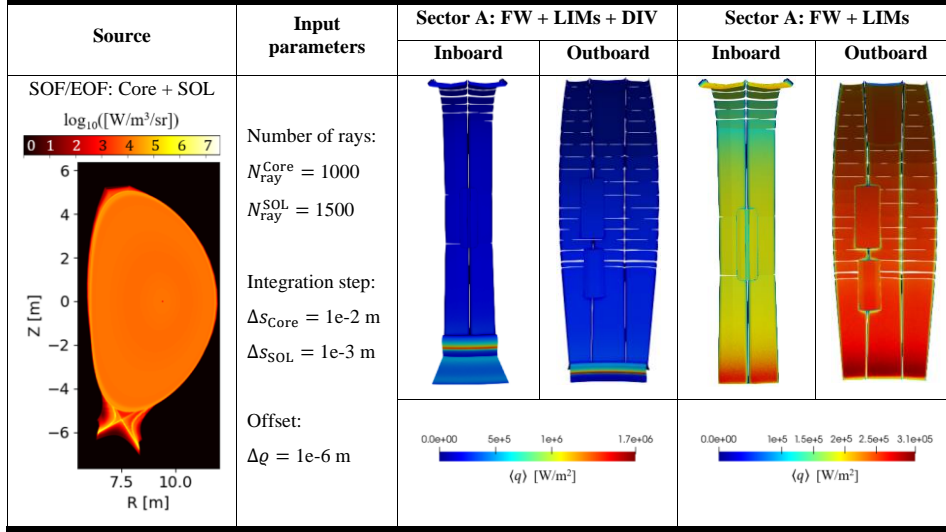 Source
Input
parameters
Sector A: FW + LIMs + DIV
Sector A: FW + LIMs
Inboard
Outboard
Inboard
Outboard
SOF/EOF: Core + SOL
log₁₀([W/m³/sr])
0 1 2 3 4 5 6 7
6
4
2
0
−2
−4
−6
Z [m]
7.5 10.0
R [m]
Number of rays:
N_ray^Core = 1000
N_ray^SOL = 1500
Integration step:
Δs_Core = 1e-2 m
Δs_SOL = 1e-3 m
Offset:
Δϱ = 1e-6 m
0.0e+00 5e+5 1e+6 1.7e+06
⟨q⟩ [W/m²]
0.0e+00 1e+5 1.5e+5 2e+5 2.5e+5 3.1e+05
⟨q⟩ [W/m²]